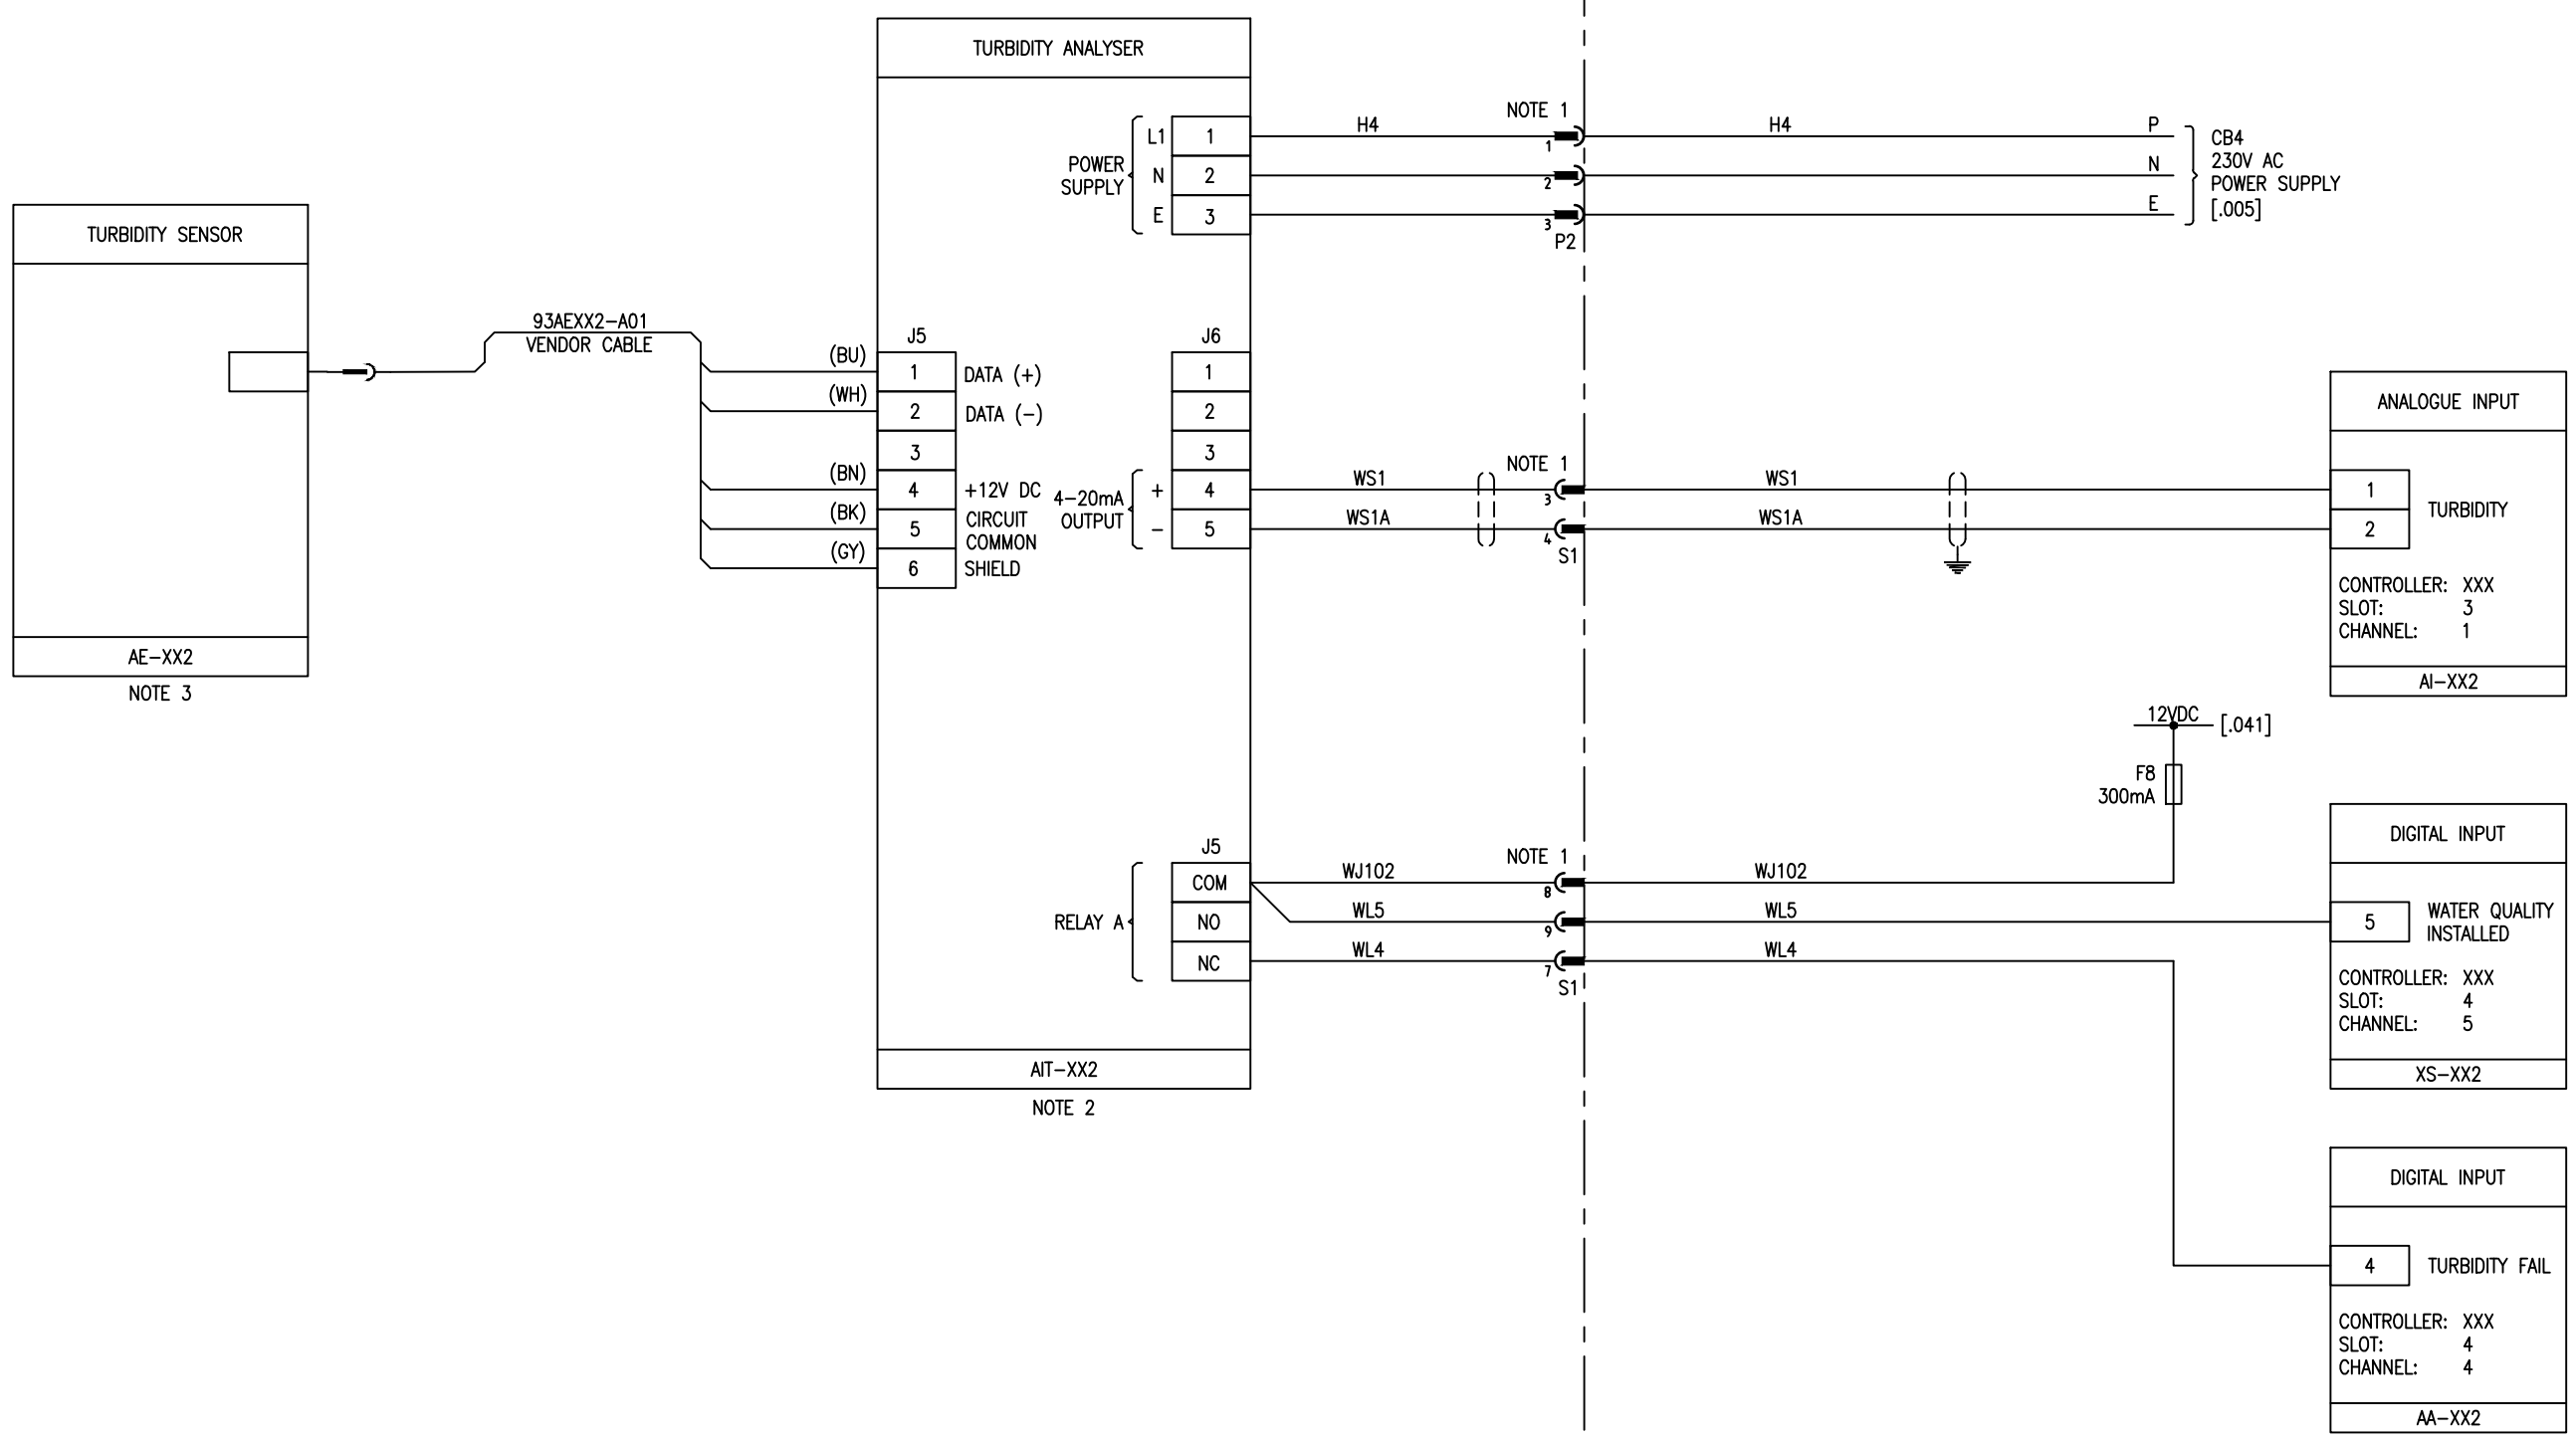 TURBIDITY SENSOR
AE-XX2
NOTE 3
93AEXX2-A01
VENDOR CABLE
(BU)
(WH)
(BN)
(BK)
(GY)
TURBIDITY ANALYSER
POWER
SUPPLY
L1 1
N 2
E 3
J5
1 DATA (+)
2 DATA (-)
3
4 +12V DC
5 CIRCUIT
COMMON
6 SHIELD
J6
1
2
3
4-20mA
OUTPUT
+ 4
- 5
J5
RELAY A
COM
NO
NC
AIT-XX2
NOTE 2
NOTE 1
H4 1 H4 P
2 N
3 E
P2
CB4
230V AC
POWER SUPPLY
[.005]
NOTE 1
WS1 3 WS1
WS1A 4 WS1A
S1
NOTE 1
WJ102 8 WJ102
WL5 9 WL5
WL4 7 WL4
S1
ANALOGUE INPUT
1
2
TURBIDITY
CONTROLLER: XXX
SLOT: 3
CHANNEL: 1
AI-XX2
12VDC [.041]
F8
300mA
DIGITAL INPUT
5 WATER QUALITY
INSTALLED
CONTROLLER: XXX
SLOT: 4
CHANNEL: 5
XS-XX2
DIGITAL INPUT
4 TURBIDITY FAIL
CONTROLLER: XXX
SLOT: 4
CHANNEL: 4
AA-XX2